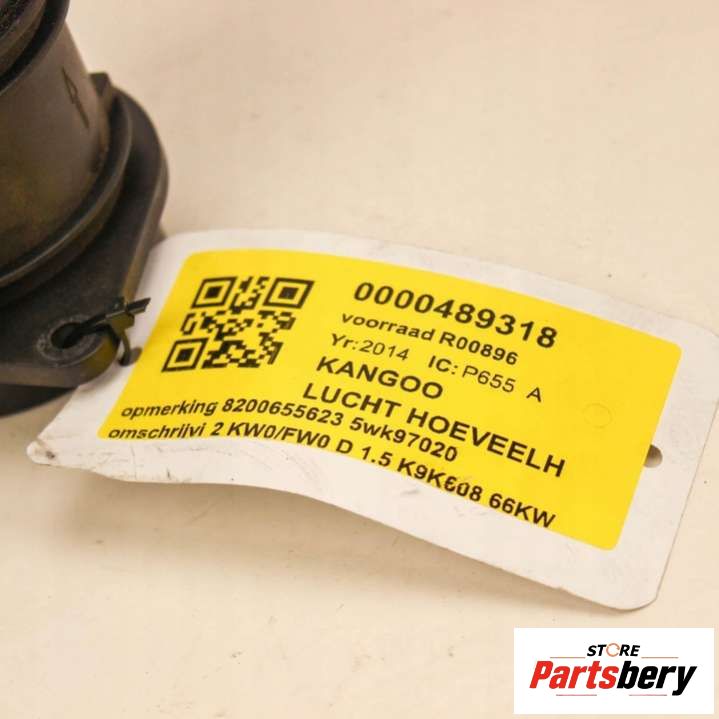 0000489318
voorraad R00896
Yr:2014 IC: P655 A
KANGOO
LUCHT HOEVEELH
opmerking 8200655623 5wk97020
omschrijvi 2 KW0/FW0 D 1.5 K9K808 66KW
STORE
Partsbery